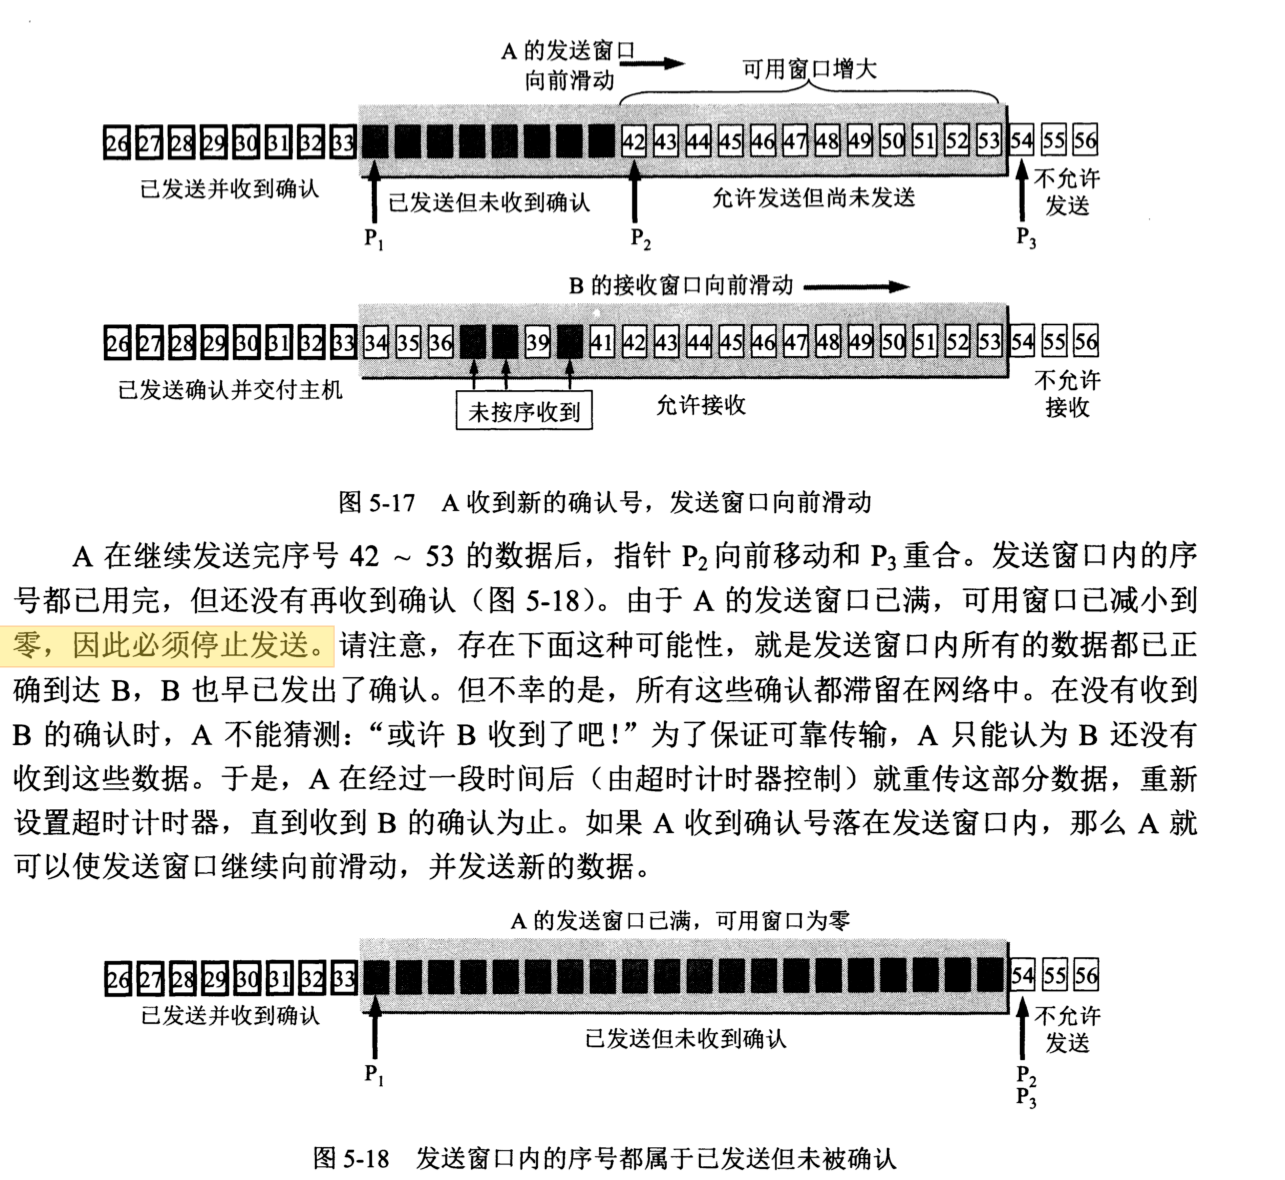 A 的发送窗口
向前滑动
可用窗口增大
26 27 28 29 30 31 32 33 42 43 44 45 46 47 48 49 50 51 52 53 54 55 56
已发送并收到确认
已发送但未收到确认
允许发送但尚未发送
不允许
发送
P1
P2
P3
B 的接收窗口向前滑动
26 27 28 29 30 31 32 33 34 35 36 39 41 42 43 44 45 46 47 48 49 50 51 52 53 54 55 56
已发送确认并交付主机
未按序收到
允许接收
不允许
接收
图 5-17 A 收到新的确认号，发送窗口向前滑动
A 在继续发送完序号 42 ~ 53 的数据后，指针 P2向前移动和 P3重合。发送窗口内的序
号都已用完，但还没有再收到确认（图 5-18）。由于 A 的发送窗口已满，可用窗口已减小到
零，因此必须停止发送。请注意，存在下面这种可能性，就是发送窗口内所有的数据都已正
确到达 B，B 也早已发出了确认。但不幸的是，所有这些确认都滞留在网络中。在没有收到
B 的确认时，A 不能猜测：“或许 B 收到了吧！”为了保证可靠传输，A 只能认为 B 还没有
收到这些数据。于是，A 在经过一段时间后（由超时计时器控制）就重传这部分数据，重新
设置超时计时器，直到收到 B 的确认为止。如果 A 收到确认号落在发送窗口内，那么 A 就
可以使发送窗口继续向前滑动，并发送新的数据。
A 的发送窗口已满，可用窗口为零
26 27 28 29 30 31 32 33 54 55 56
已发送并收到确认
已发送但未收到确认
不允许
发送
P1
P2
P3
图 5-18 发送窗口内的序号都属于已发送但未被确认